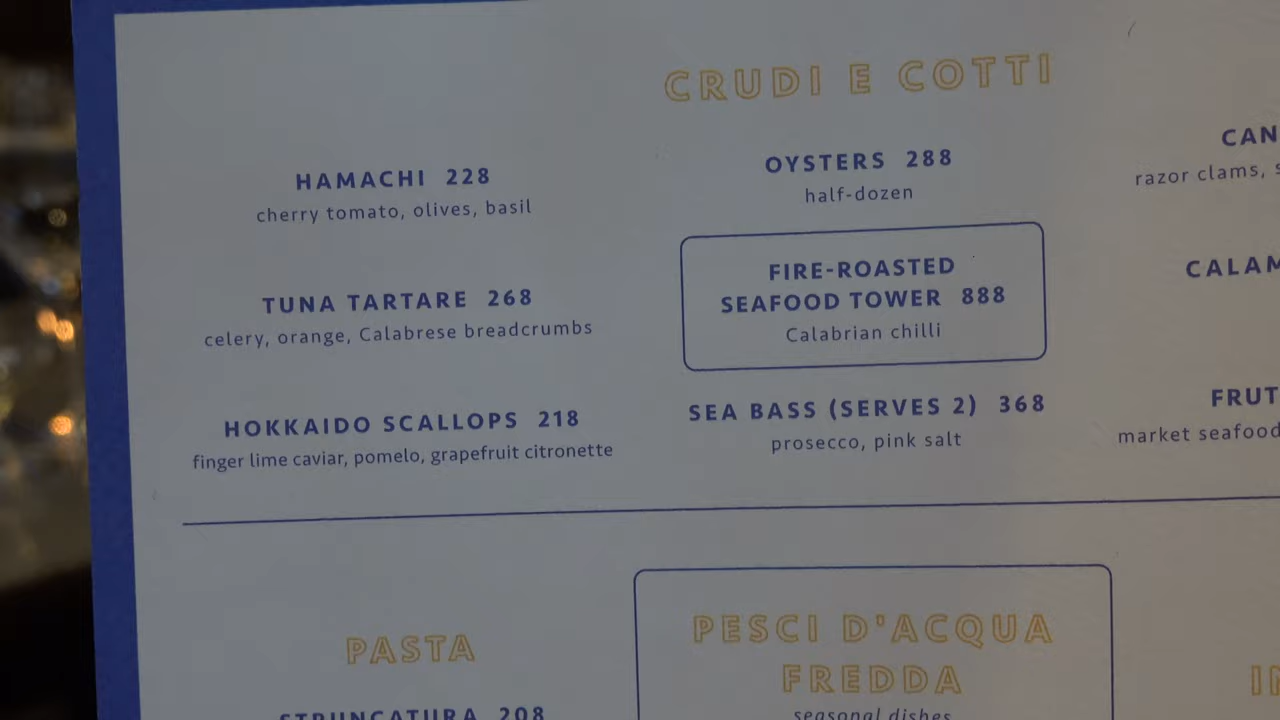 CRUDI E COTTI
HAMACHI 228
cherry tomato, olives, basil
TUNA TARTARE 268
celery, orange, Calabrese breadcrumbs
HOKKAIDO SCALLOPS 218
finger lime caviar, pomelo, grapefruit citronette
OYSTERS 288
half-dozen
FIRE-ROASTED
SEAFOOD TOWER 888
Calabrian chilli
SEA BASS (SERVES 2) 368
prosecco, pink salt
razor clams,
market seafood
PASTA
STRUNCATURA 208
PESCI D'ACQUA
FREDDA
seasonal dishes